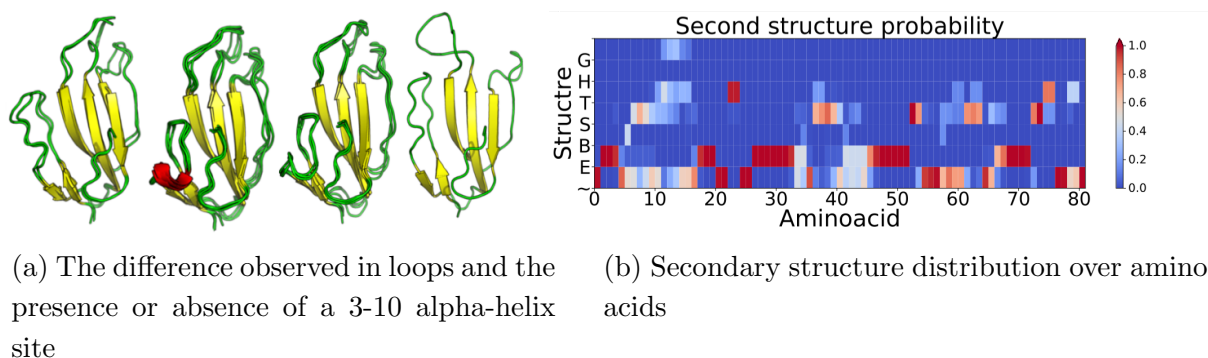 Second structure probability
Structre
G
H
T
S
B
E
~
0 10 20 30 40 50 60 70 80
Aminoacid
1.0
0.8
0.6
0.4
0.2
0.0
(a) The difference observed in loops and the
presence or absence of a 3-10 alpha-helix
site
(b) Secondary structure distribution over amino
acids